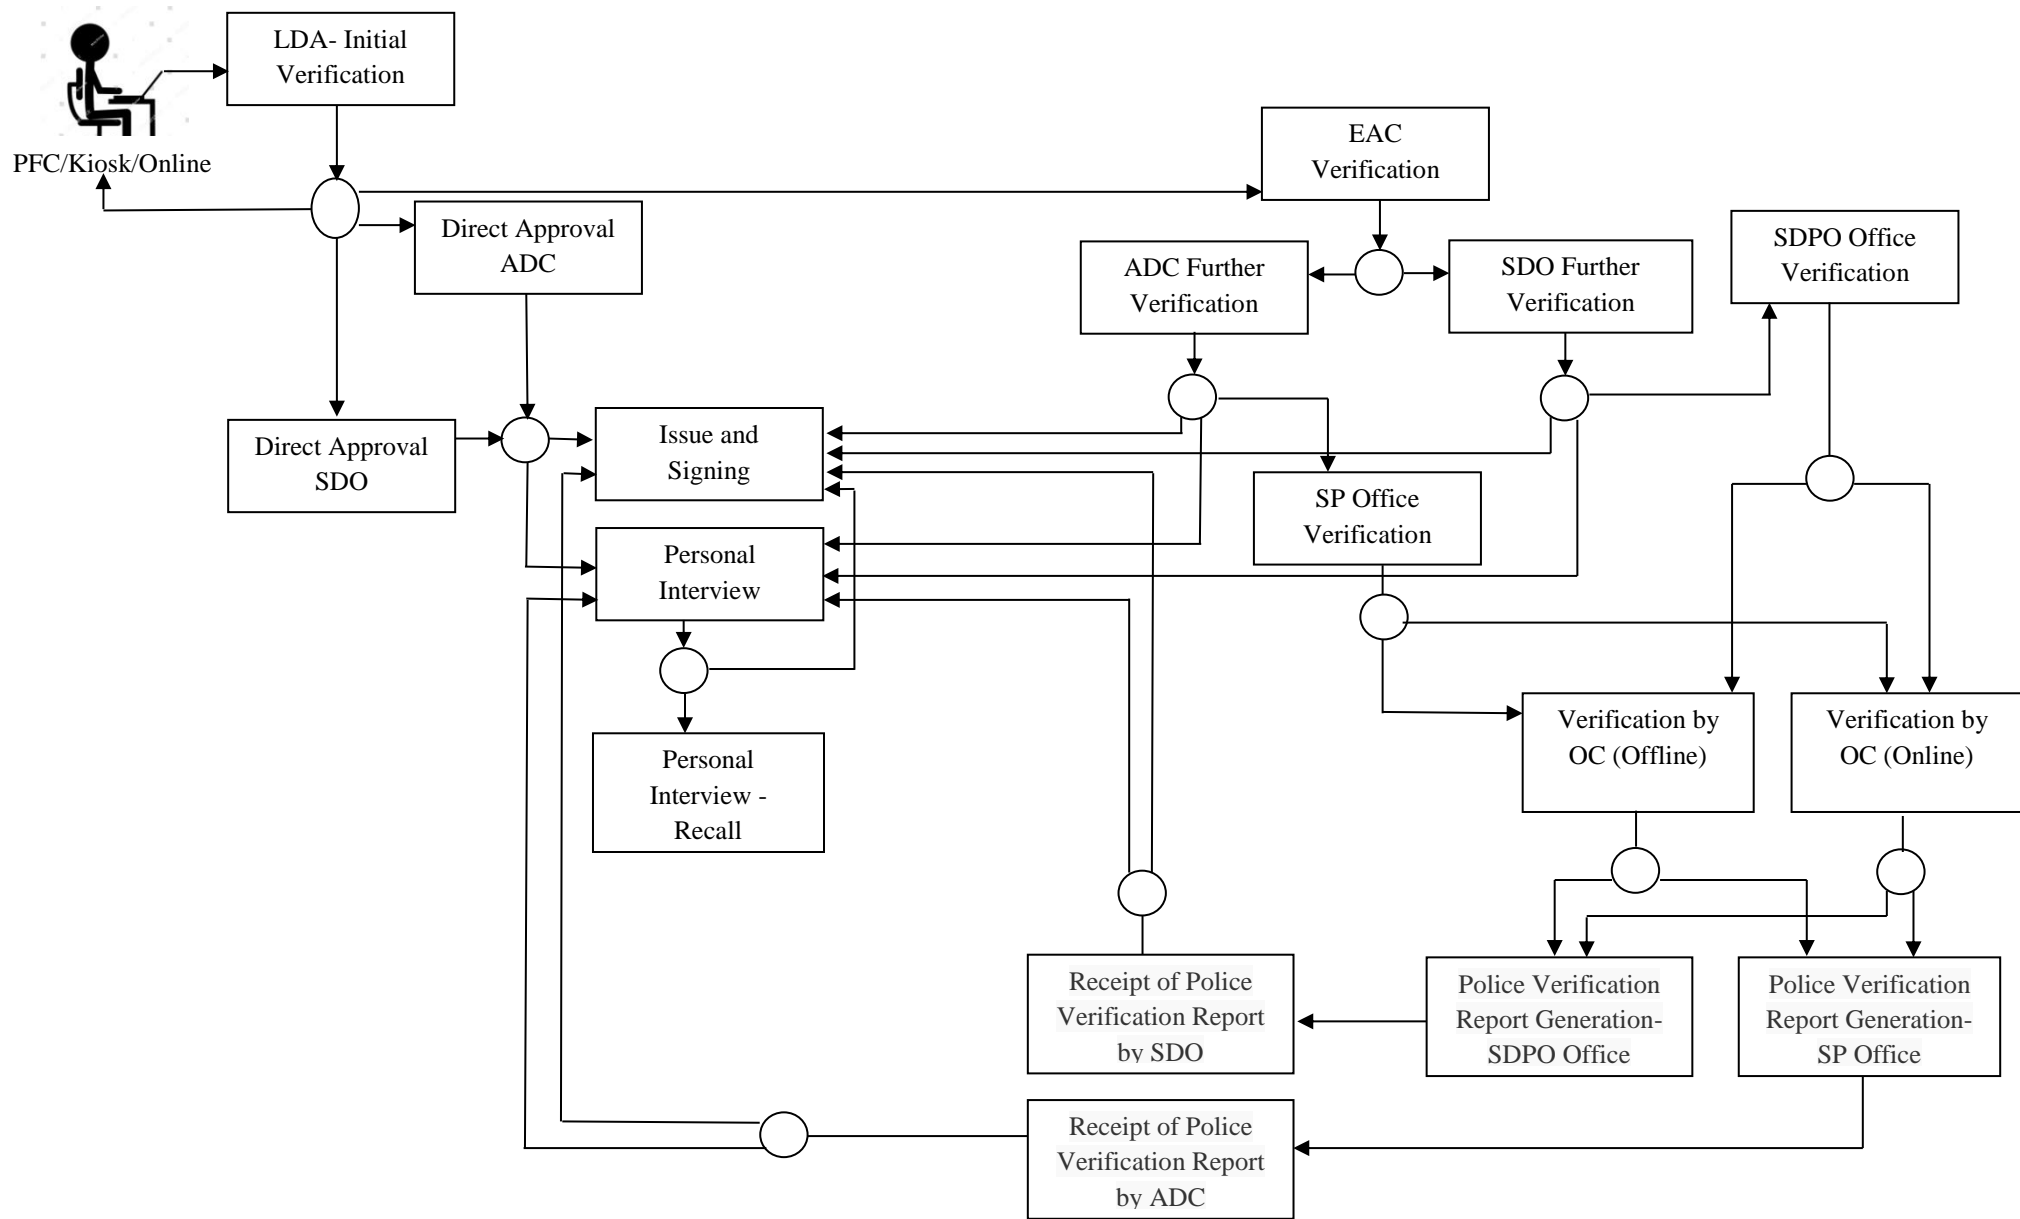 LDA- Initial
Verification
PFC/Kiosk/Online
EAC
Verification
Direct Approval
ADC
ADC Further
Verification
SDO Further
Verification
SDPO Office
Verification
Direct Approval
SDO
Issue and
Signing
SP Office
Verification
Personal
Interview
Personal
Interview -
Recall
Verification by
OC (Offline)
Verification by
OC (Online)
Receipt of Police
Verification Report
by SDO
Police Verification
Report Generation-
SDPO Office
Police Verification
Report Generation-
SP Office
Receipt of Police
Verification Report
by ADC